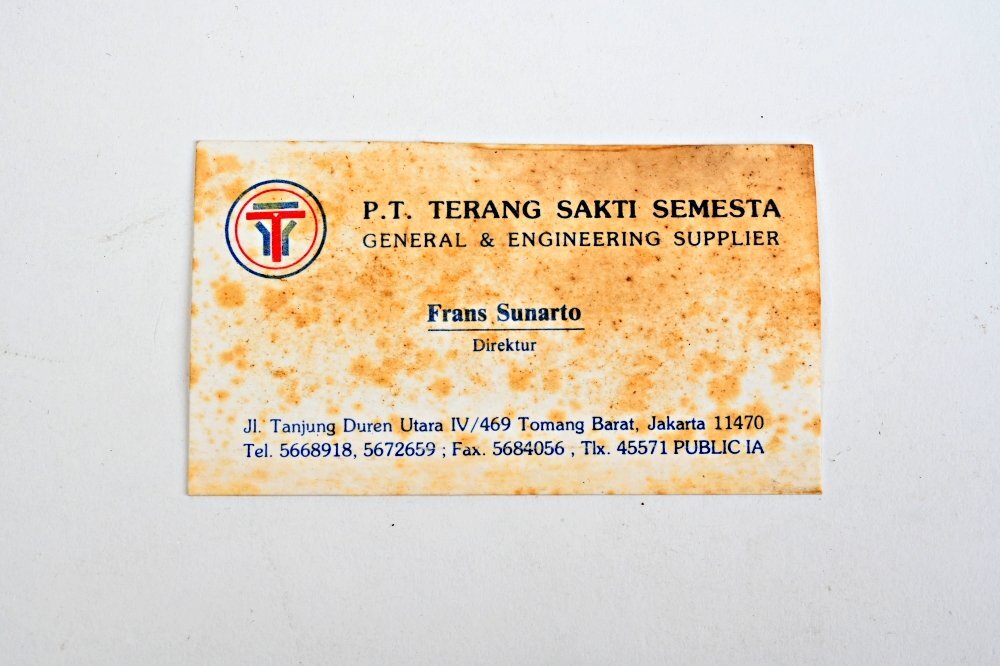 P.T. TERANG SAKTI SEMESTA
GENERAL & ENGINEERING SUPPLIER
Frans Sunarto
Direktur
Jl. Tanjung Duren Utara IV/469 Tomang Barat, Jakarta 11470
Tel. 5668918, 5672659 ; Fax. 5684056 , Tlx. 45571 PUBLIC IA